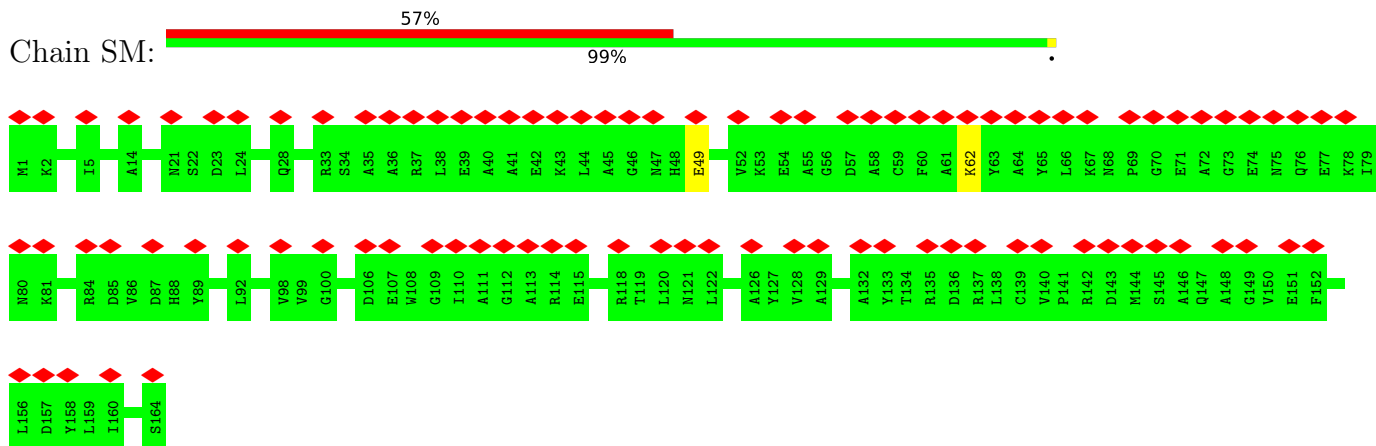 57%
Chain SM:
99% .
M1 K2 I5 A14 N21 S22 D23 L24 Q28 R33 S34 A35 A36 R37 L38 E39 A40 A41 E42 K43 L44 A45 G46 N47 H48 E49 V52 K53 E54 A55 G56 D57 A58 C59 F60 A61 K62 Y63 A64 Y65 L66 K67 N68 P69 G70 E71 A72 G73 E74 N75 Q76 E77 K78 I79
N80 K81 R84 D85 V86 D87 H88 Y89 L92 V98 V99 G100 D106 E107 W108 G109 I110 A111 G112 A113 R114 E115 R118 T119 L120 N121 L122 A126 Y127 V128 A129 A132 Y133 T134 R135 D136 R137 L138 C139 V140 P141 R142 D143 M144 S145 A146 Q147 A148 G149 V150 E151 F152
L156 D157 Y158 L159 I160 S164